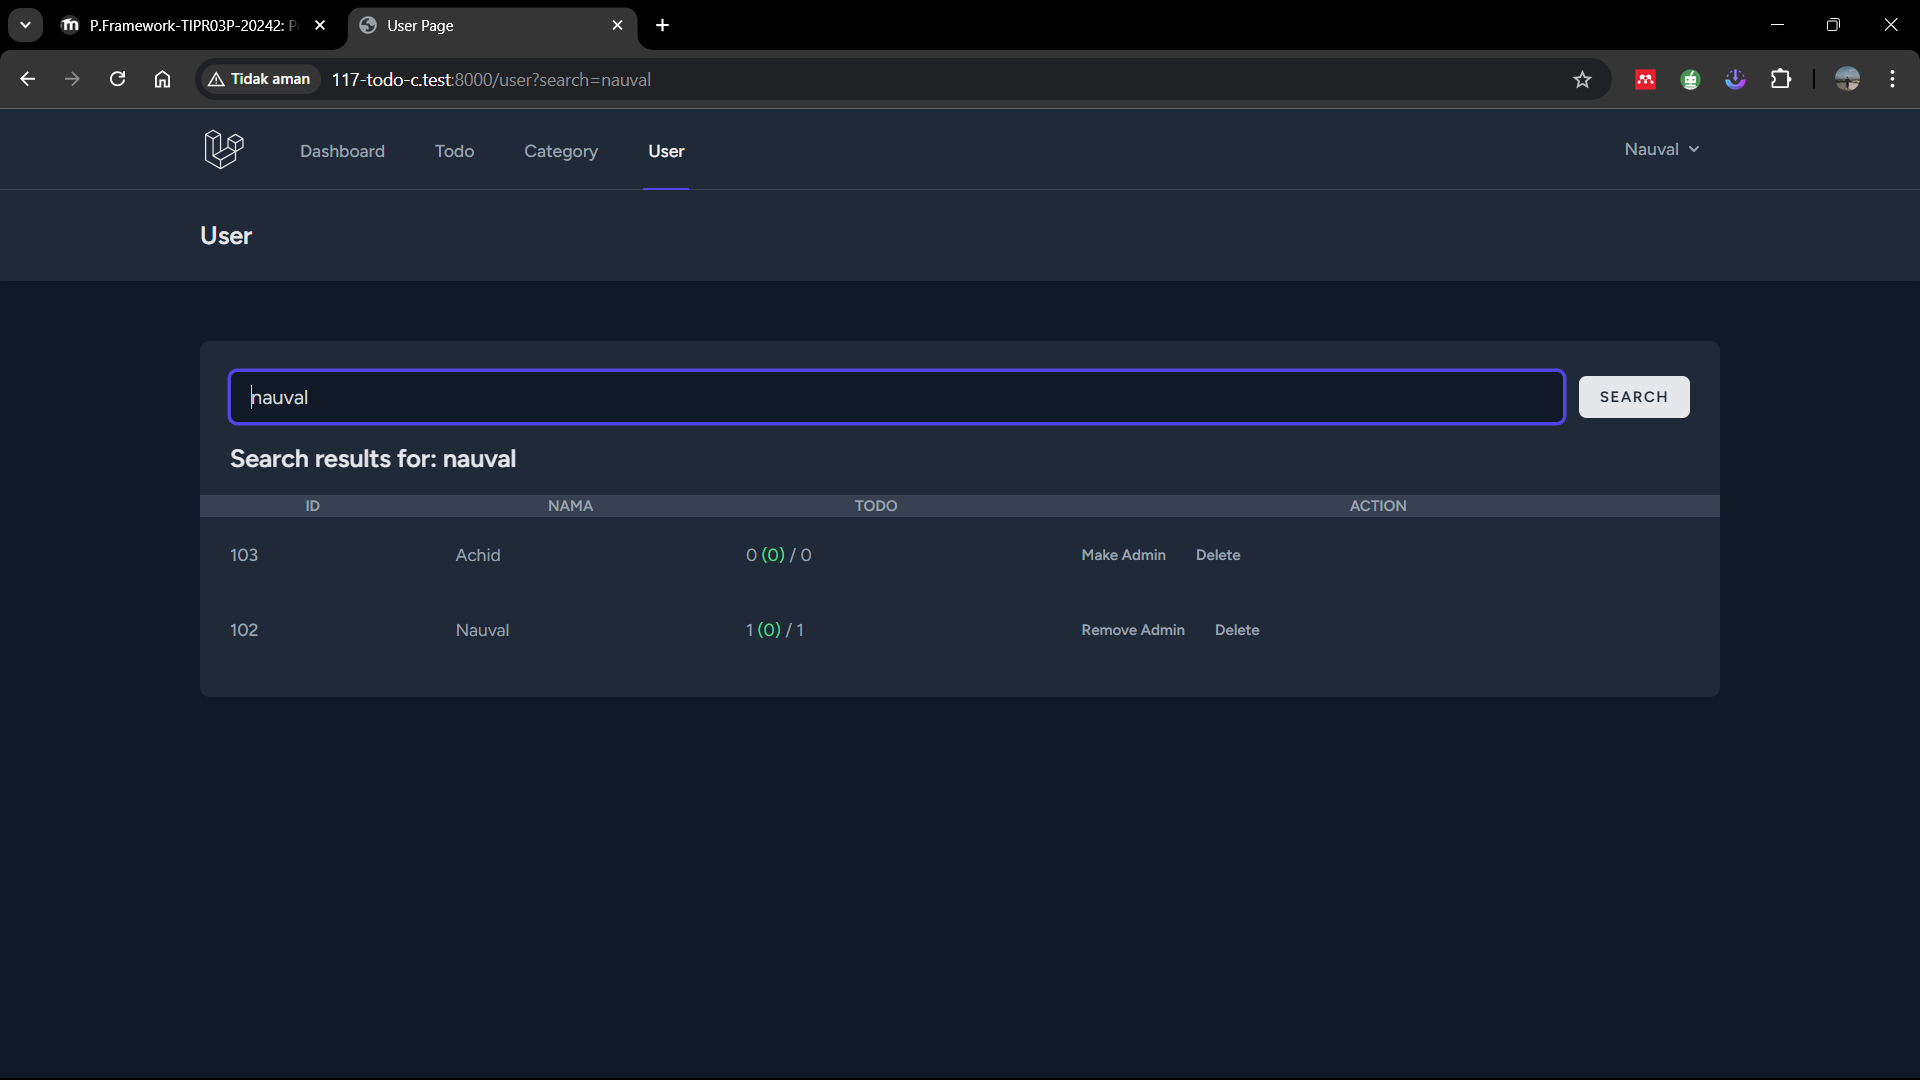 P.Framework-TIPR03P-20242:
User Page
Tidak aman
117-todo-c.test:8000/user?search=nauval
Dashboard
Todo
Category
User
Nauval
User
nauval
SEARCH
Search results for: nauval
ID NAMA TODO ACTION
103 Achid 0 (0) / 0 Make Admin Delete
102 Nauval 1 (0) / 1 Remove Admin Delete